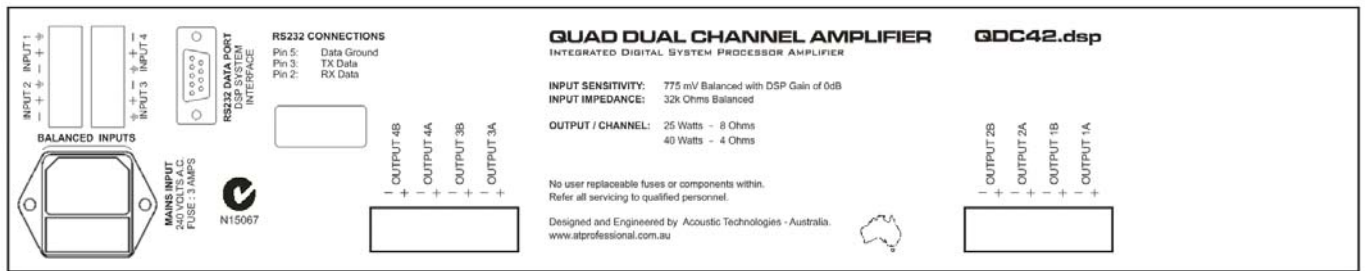 INPUT 1
- + ⏚
INPUT 2
- + ⏚
- + ⏚
INPUT 4
- + ⏚
INPUT 3
BALANCED INPUTS
RS232 DATA PORT
DSP SYSTEM
INTERFACE
RS232 CONNECTIONS
Pin 5: Data Ground
Pin 3: TX Data
Pin 2: RX Data
MAINS INPUT
240 VOLTS A.C.
FUSE : 3 AMPS
N15067
OUTPUT 4B
OUTPUT 4A
OUTPUT 3B
OUTPUT 3A
- + - + - + - +
QUAD DUAL CHANNEL AMPLIFIER
INTEGRATED DIGITAL SYSTEM PROCESSOR AMPLIFIER
INPUT SENSITIVITY: 775 mV Balanced with DSP Gain of 0dB
INPUT IMPEDANCE: 32k Ohms Balanced
OUTPUT / CHANNEL: 25 Watts - 8 Ohms
40 Watts - 4 Ohms
No user replaceable fuses or components within.
Refer all servicing to qualified personnel.
Designed and Engineered by Acoustic Technologies - Australia.
www.atprofessional.com.au
QDC42.dsp
OUTPUT 2B
OUTPUT 2A
OUTPUT 1B
OUTPUT 1A
- + - + - + - +